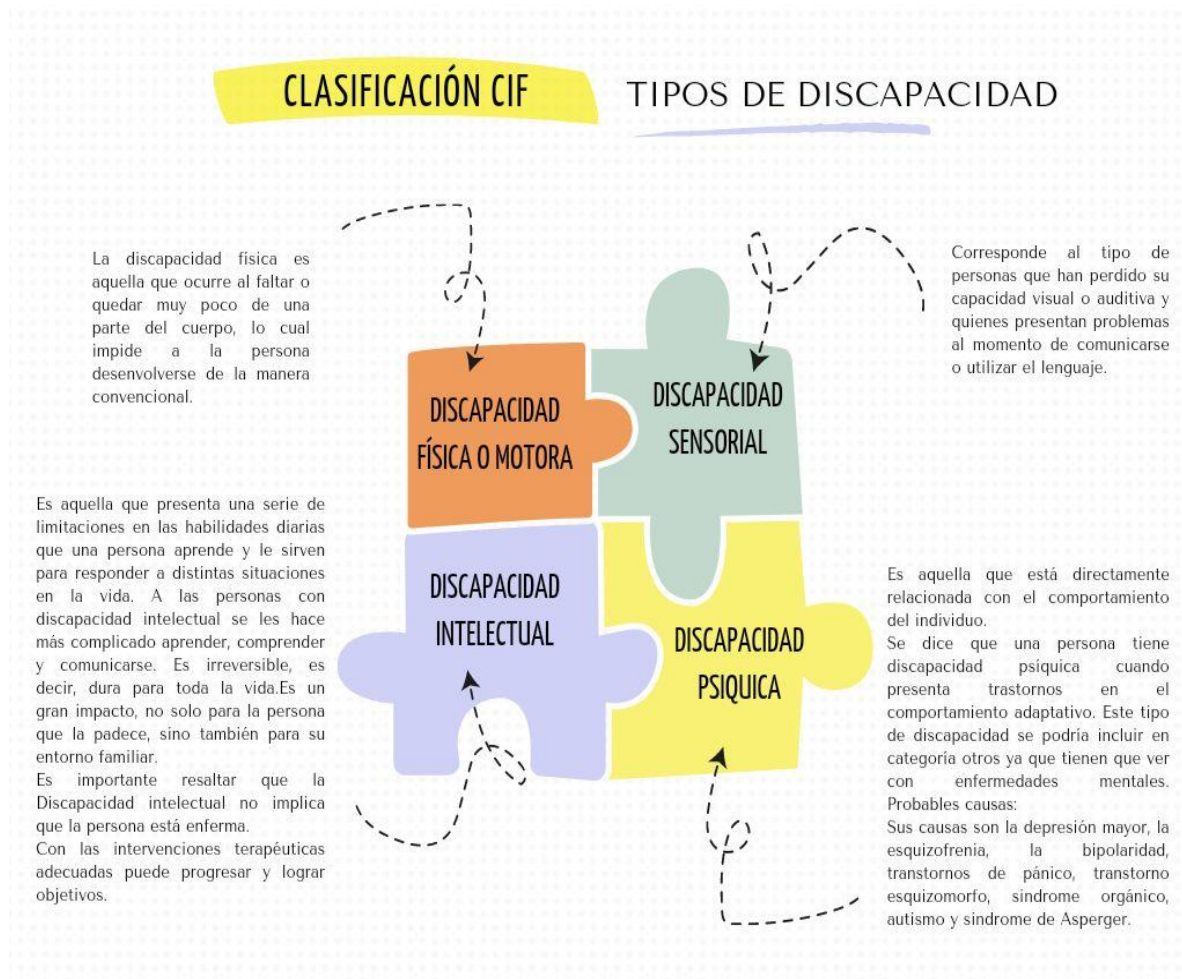 CLASIFICACIÓN CIF
TIPOS DE DISCAPACIDAD
La discapacidad física es
aquella que ocurre al faltar o
quedar muy poco de una
parte del cuerpo, lo cual
impide a la persona
desenvolverse de la manera
convencional.
Corresponde al tipo de
personas que han perdido su
capacidad visual o auditiva y
quienes presentan problemas
al momento de comunicarse
o utilizar el lenguaje.
DISCAPACIDAD
FÍSICA O MOTORA
DISCAPACIDAD
SENSORIAL
Es aquella que presenta una serie de
limitaciones en las habilidades diarias
que una persona aprende y le sirven
para responder a distintas situaciones
en la vida. A las personas con
discapacidad intelectual se les hace
más complicado aprender, comprender
y comunicarse. Es irreversible, es
decir, dura para toda la vida.Es un
gran impacto, no solo para la persona
que la padece, sino también para su
entorno familiar.
Es importante resaltar que la
Discapacidad intelectual no implica
que la persona está enferma.
Con las intervenciones terapéuticas
adecuadas puede progresar y lograr
objetivos.
DISCAPACIDAD
INTELECTUAL
DISCAPACIDAD
PSIQUICA
Es aquella que está directamente
relacionada con el comportamiento
del individuo.
Se dice que una persona tiene
discapacidad psíquica cuando
presenta trastornos en el
comportamiento adaptativo. Este tipo
de discapacidad se podría incluir en
categoría otros ya que tienen que ver
con enfermedades mentales.
Probables causas:
Sus causas son la depresión mayor, la
esquizofrenia, la bipolaridad,
transtornos de pánico, transtorno
esquizomorfo, síndrome orgánico,
autismo y síndrome de Asperger.